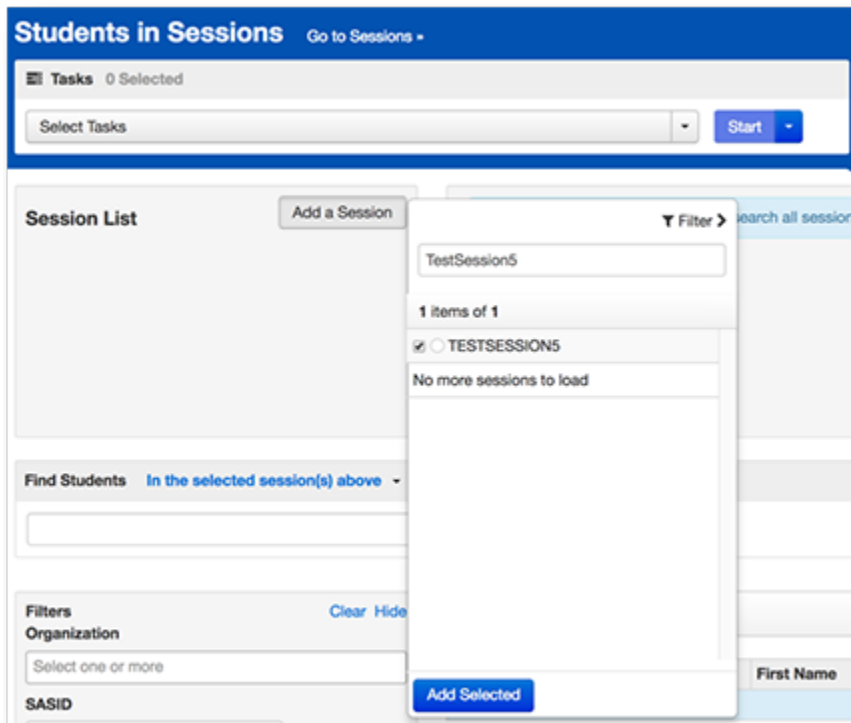 Students in Sessions Go to Sessions »
Tasks 0 Selected
Select Tasks
Start
Session List
Add a Session
Filter
search all session
TestSession5
1 items of 1
TESTSESSION5
No more sessions to load
Find Students In the selected session(s) above
Filters
Clear Hide
Organization
Select one or more
First Name
SASID
Add Selected